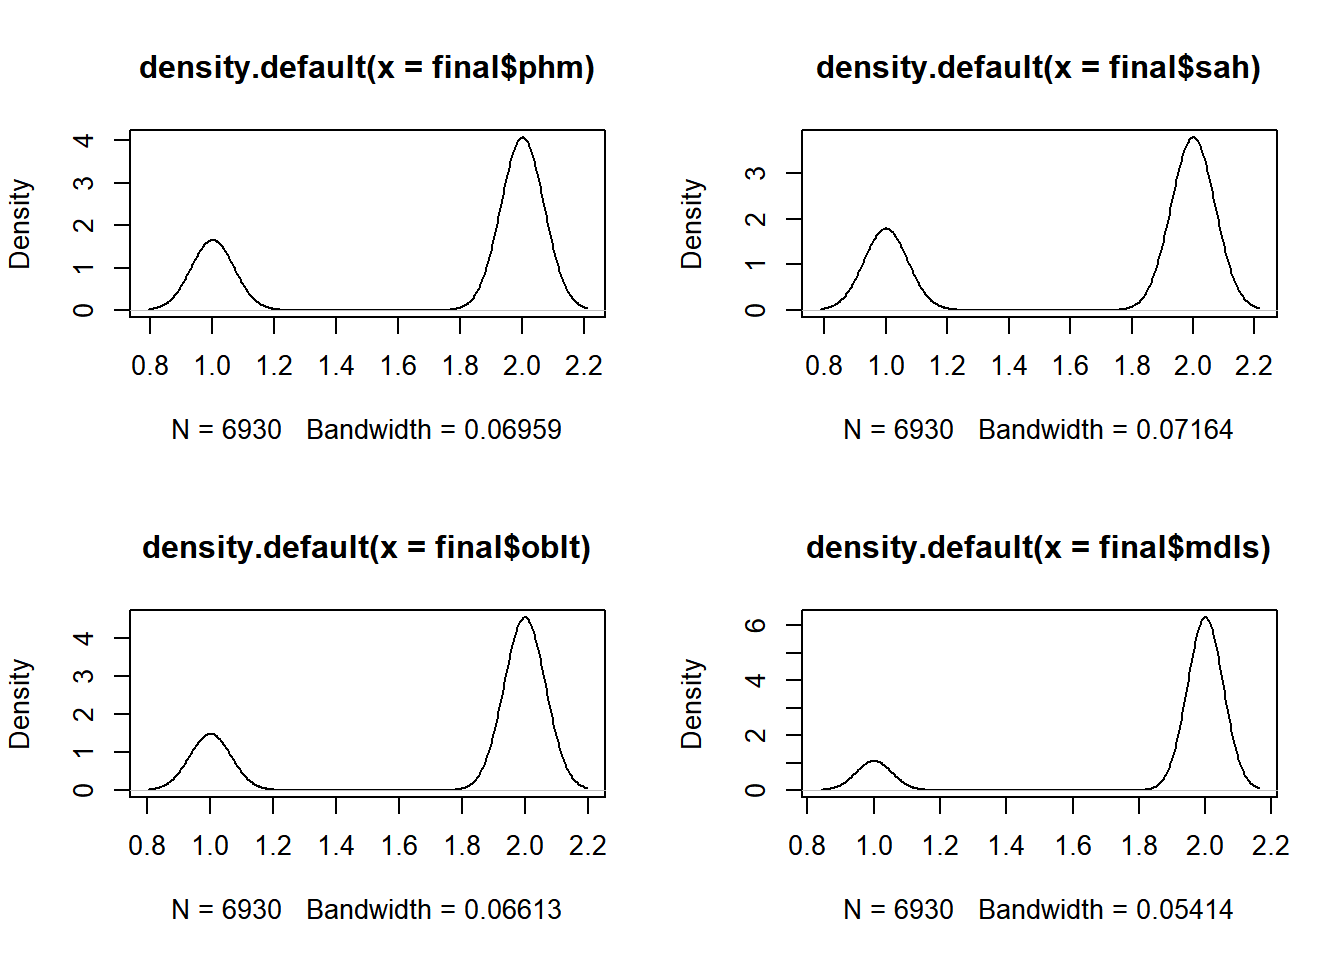 density.default(x = final$phm)
Density
0 1 2 3 4
0.8 1.0 1.2 1.4 1.6 1.8 2.0 2.2
N = 6930 Bandwidth = 0.06959
density.default(x = final$sah)
Density
0 1 2 3
0.8 1.0 1.2 1.4 1.6 1.8 2.0 2.2
N = 6930 Bandwidth = 0.07164
density.default(x = final$oblt)
Density
0 1 2 3 4
0.8 1.0 1.2 1.4 1.6 1.8 2.0 2.2
N = 6930 Bandwidth = 0.06613
density.default(x = final$mdls)
Density
0 2 4 6
0.8 1.0 1.2 1.4 1.6 1.8 2.0 2.2
N = 6930 Bandwidth = 0.05414